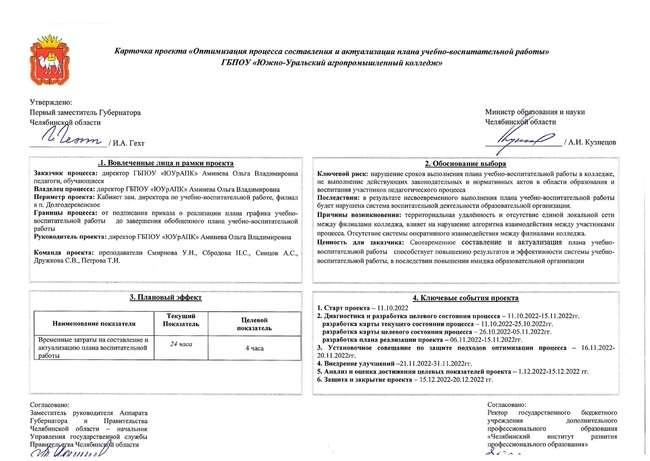 Карточка проекта «Оптимизация процесса составления и актуализации плана учебно-воспитательной работы»
ГБПОУ «Южно-Уральский агропромышленный колледж»
Утверждено:
Первый заместитель Губернатора
Челябинской области
/ И.А. Гехт
Министр образования и науки
Челябинской области
/ А.И. Кузнецов
.1. Вовлеченные лица и рамки проекта
Заказчик процесса: директор ГБПОУ «ЮУрАПК» Аминева Ольга Владимировна
педагоги, обучающиеся
Владелец процесса: директор ГБПОУ «ЮУрАПК» Аминева Ольга Владимировна
Периметр проекта: Кабинет зам. директора по учебно-воспитательной работе, филиал
в п. Долгодеревенское
Границы процесса: от подписания приказа о реализации плана графика учебно-
воспитательной работы до завершения обобщенного плана учебно-воспитательной
работы
Руководитель проекта: директор ГБПОУ «ЮУрАПК» Аминева Ольга Владимировна
Команда проекта: преподаватели Смирнова У.Н., Сбродова П.С., Синцов А.С.,
Дружкова С.В., Петрова Т.И.
2. Обоснование выбора
Ключевой риск: нарушение сроков выполнения плана учебно-воспитательной работы в колледже,
не выполнение действующих законодательных и нормативных актов в области образования и
воспитания участников педагогического процесса
Последствия: в результате несвоевременного выполнения плана учебно-воспитательной работы
будет нарушена система воспитательной деятельности образовательной организации.
Причины возникновения: территориальная удалённость и отсутствие единой локальной сети
между филиалами колледжа, влияет на нарушение алгоритма взаимодействия между участниками
процесса. Отсутствие системы оперативного взаимодействия между филиалами колледжа.
Ценность для заказчика: Своевременное составление и актуализация плана учебно-
воспитательной работы способствует повышению результата и эффективности системы учебно-
воспитательной работы, в последствии повышения имиджа образовательной организации
3. Плановый эффект
Наименование показателя
Текущий
Показатель
Целевой
показатель
Временные затраты на составление и
актуализацию плана воспитательной
работы
24 часа
4 часа
4. Ключевые события проекта
1. Старт проекта – 11.10.2022
2. Диагностика и разработка целевого состояния процесса – 11.10.2022-15.11.2022гг.
разработка карты текущего состояния процесса – 11.10.2022-25.10.2022гг.
разработка карты целевого состояния процесса – 26.10.2022-05.11.2022гг.
разработка плана реализации проекта – 06.11.2022-15.11.2022гг.
3. Установочное совещание по защите подходов оптимизации процесса – 16.11.2022-
20.11.2022гг.
4. Внедрение улучшений –21.11.2022-31.11.2022гг.
5. Анализ и оценка достижения целевых показателей проекта – 1.12.2022-15.12.2022 гг.
6. Защита и закрытие проекта – 15.12.2022-20.12.2022 гг.
Согласовано:
Заместитель руководителя Аппарата
Губернатора и Правительства
Челябинской области – начальник
Управления государственной службы
Правительства Челябинской области
Согласовано:
Ректор государственного бюджетного
учреждения дополнительного
профессионального образования
«Челябинский институт развития
профессионального образования»